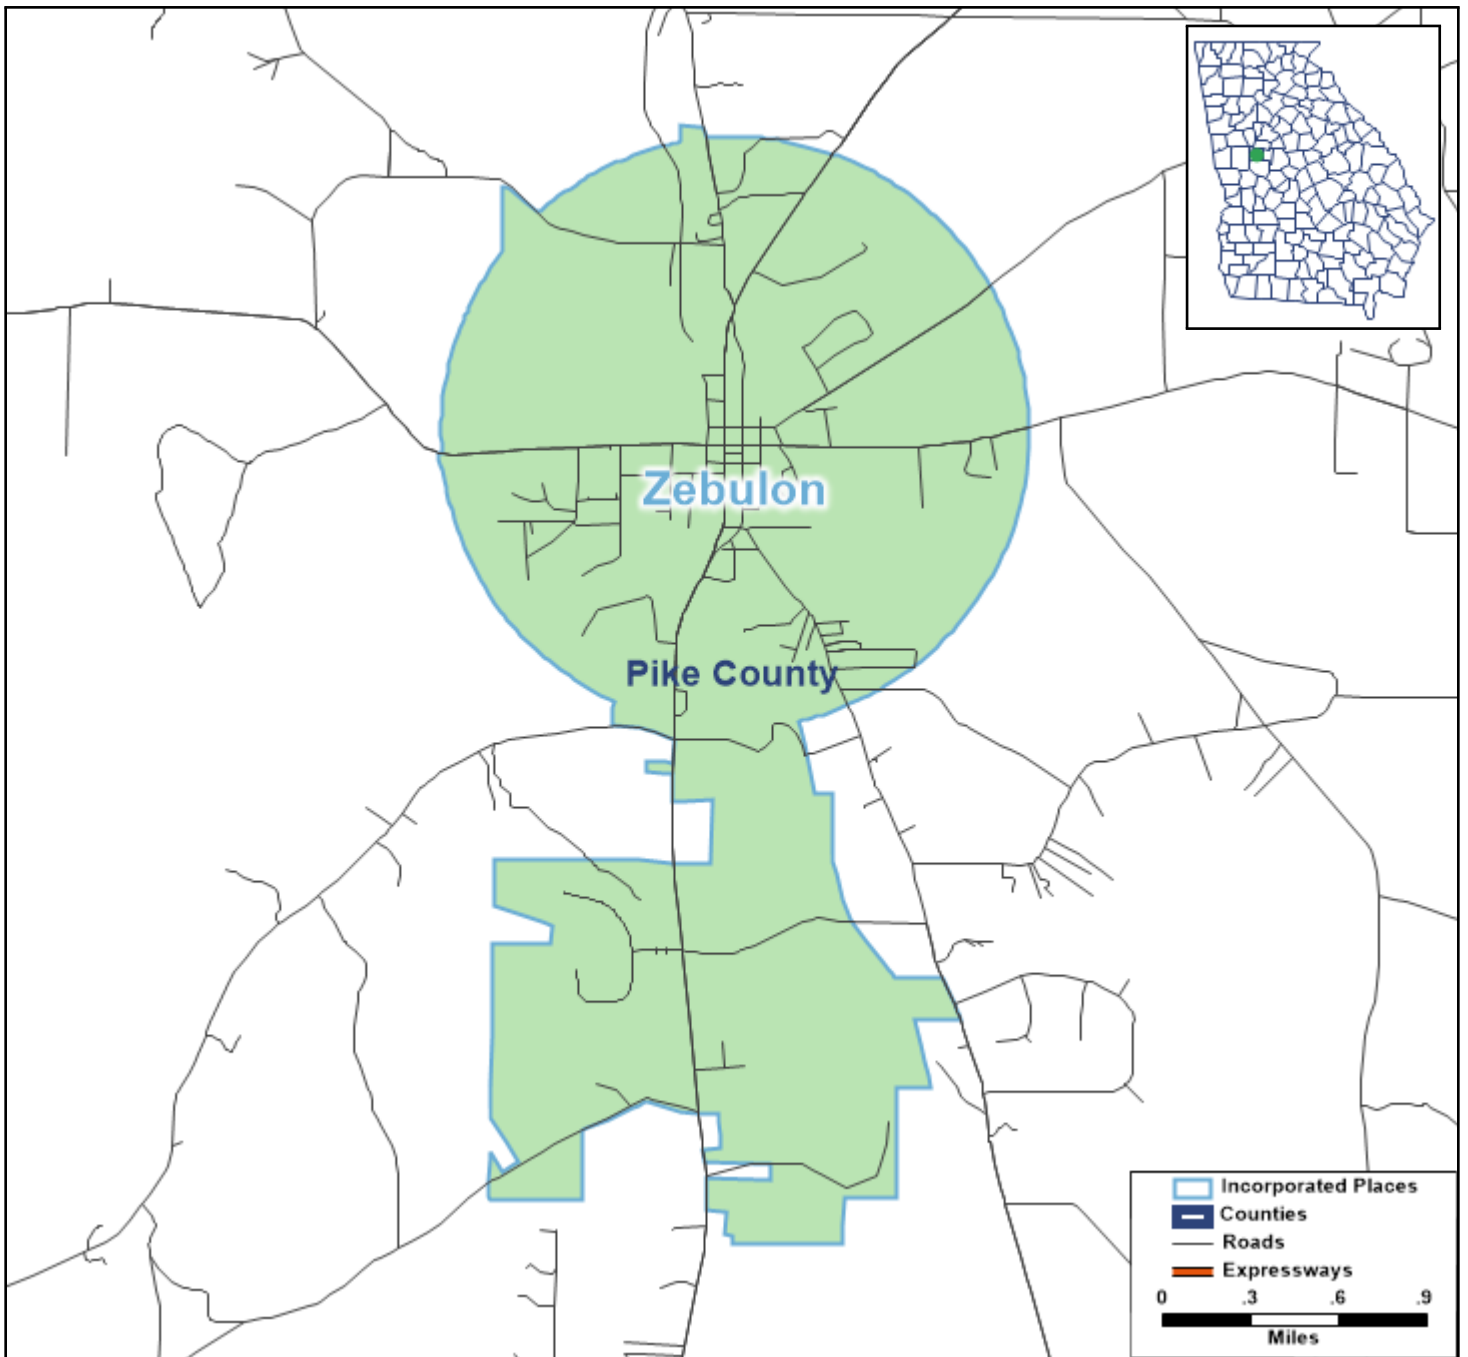 Zebulon
Pike County
Incorporated Places
Counties
Roads
Expressways
0 .3 .6 .9
Miles